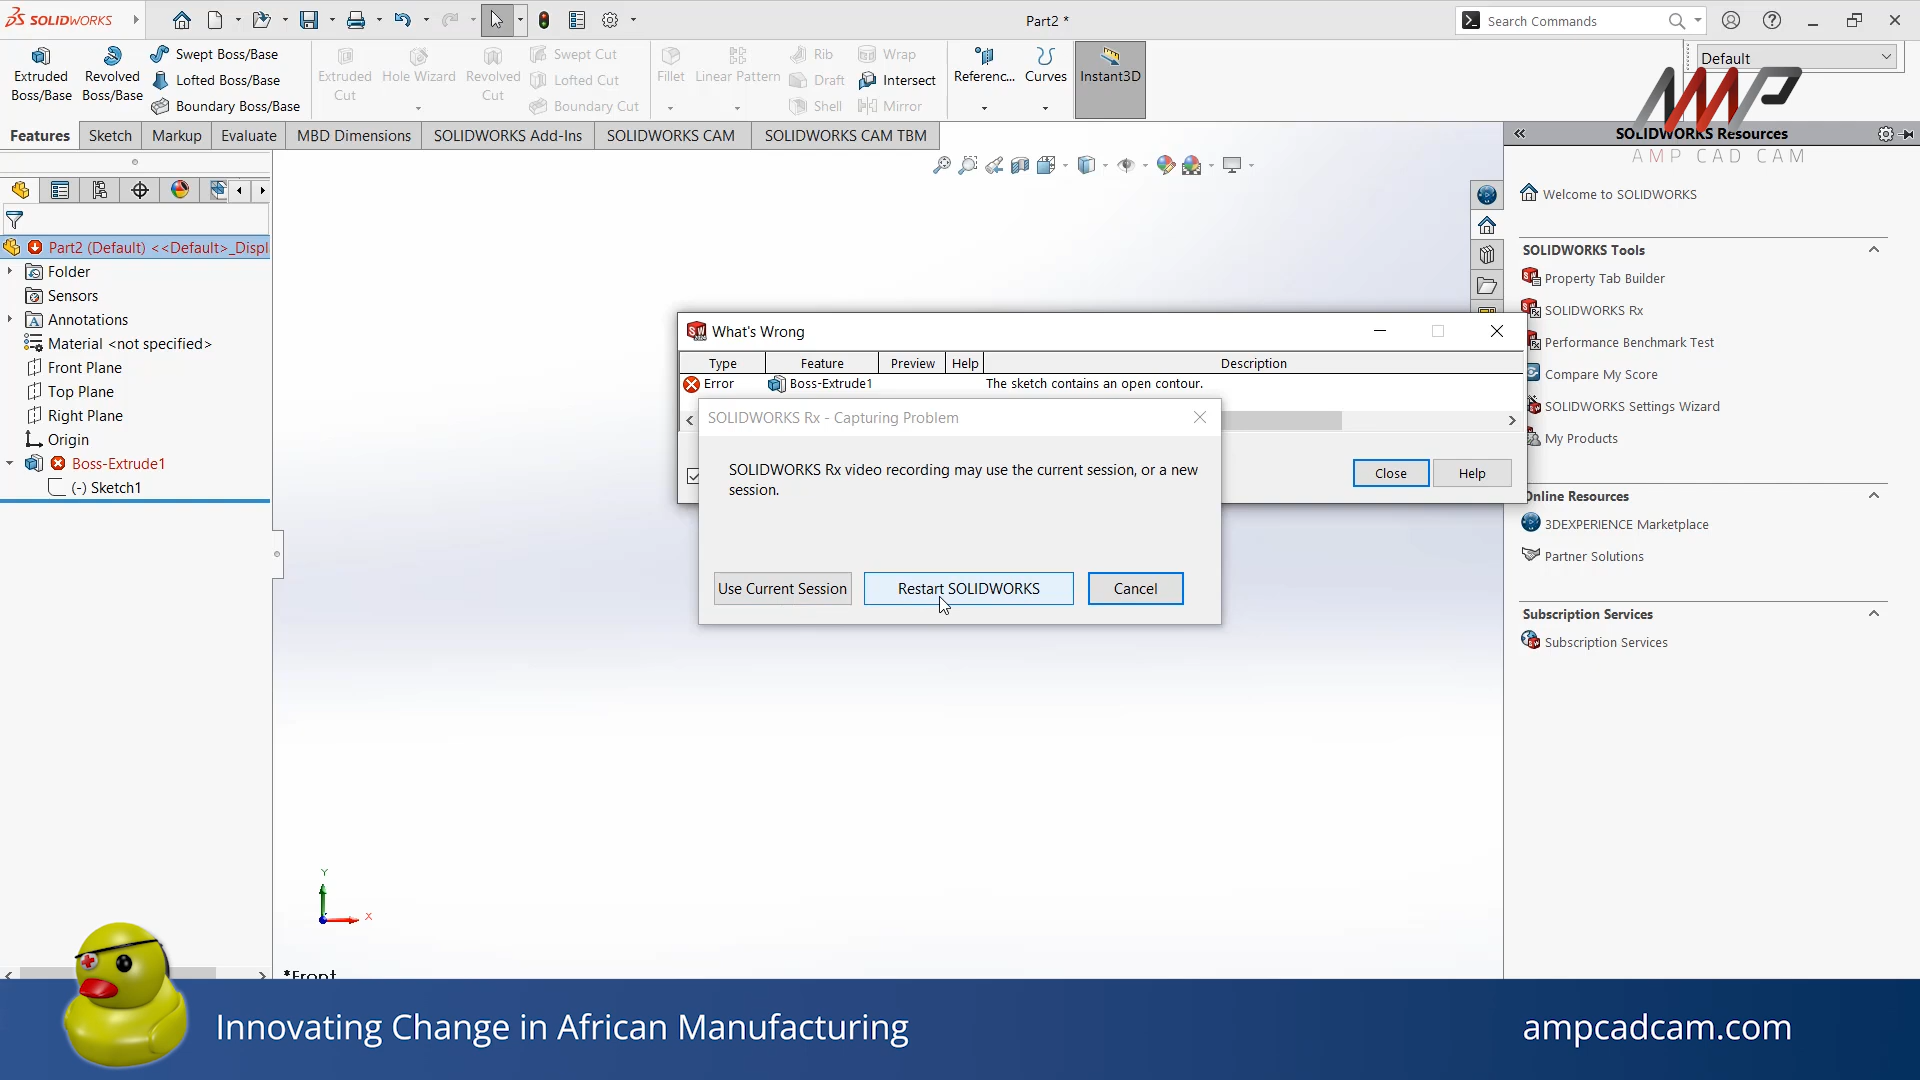 SOLIDWORKS
Part2 *
Search Commands
Extruded Boss/Base
Revolved Boss/Base
Swept Boss/Base
Lofted Boss/Base
Boundary Boss/Base
Extruded Cut
Hole Wizard
Revolved Cut
Swept Cut
Lofted Cut
Boundary Cut
Fillet
Linear Pattern
Rib
Draft
Shell
Wrap
Intersect
Mirror
Referenc...
Curves
Instant3D
Default
AMP
AMP CAD CAM
Features
Sketch
Markup
Evaluate
MBD Dimensions
SOLIDWORKS Add-Ins
SOLIDWORKS CAM
SOLIDWORKS CAM TBM
SOLIDWORKS Resources
Part2 (Default) <<Default>_Displ
Folder
Sensors
Annotations
Material <not specified>
Front Plane
Top Plane
Right Plane
Origin
Boss-Extrude1
(-) Sketch1
What's Wrong
Type Feature Preview Help Description
Error Boss-Extrude1 The sketch contains an open contour.
Close
Help
SOLIDWORKS Rx - Capturing Problem
SOLIDWORKS Rx video recording may use the current session, or a new
session.
Use Current Session
Restart SOLIDWORKS
Cancel
Welcome to SOLIDWORKS
SOLIDWORKS Tools
Property Tab Builder
SOLIDWORKS Rx
Performance Benchmark Test
Compare My Score
SOLIDWORKS Settings Wizard
My Products
Online Resources
3DEXPERIENCE Marketplace
Partner Solutions
Subscription Services
Subscription Services
Y
X
*Front
Innovating Change in African Manufacturing
ampcadcam.com